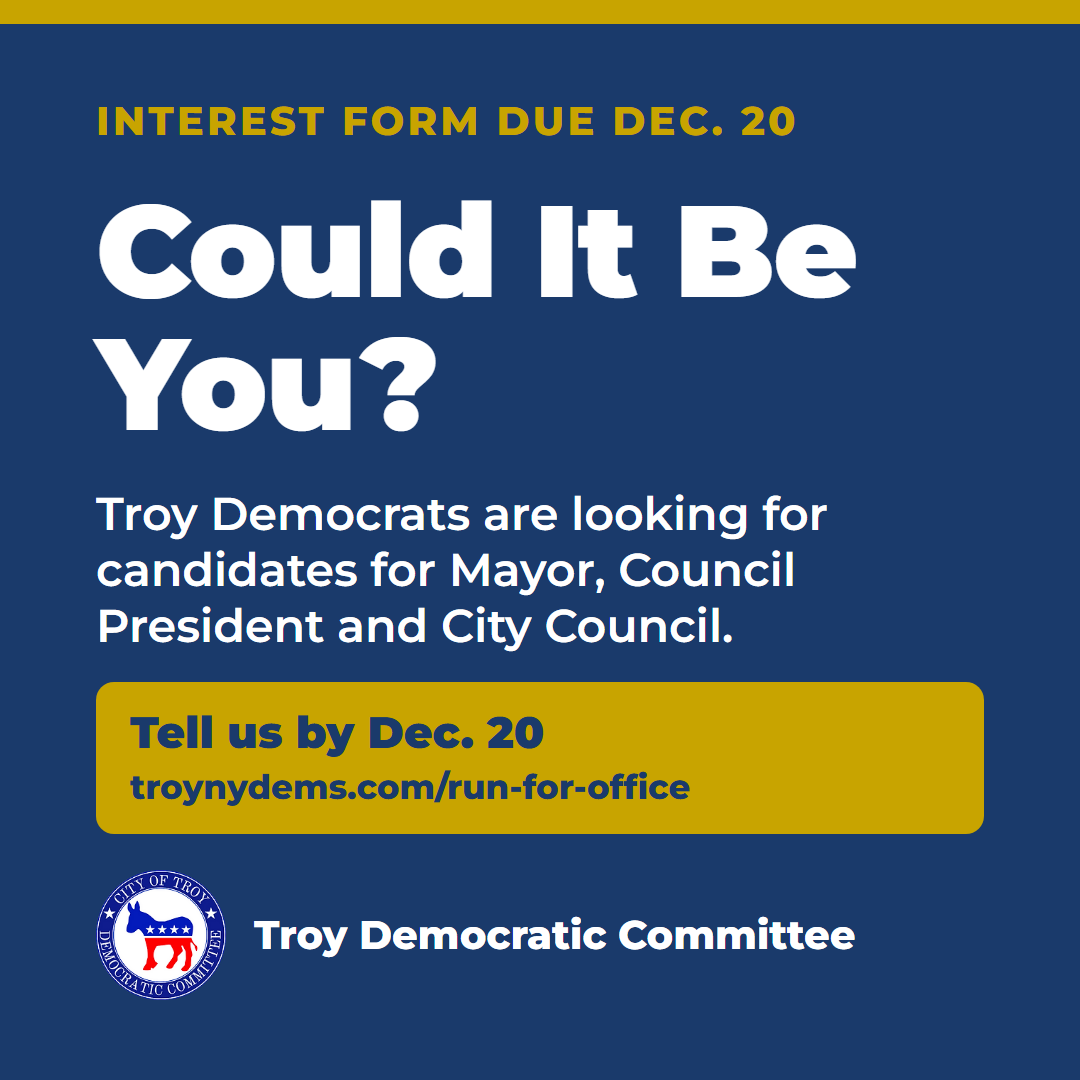 INTEREST FORM DUE DEC. 20
Could It Be
You?
Troy Democrats are looking for
candidates for Mayor, Council
President and City Council.
Tell us by Dec. 20
troynydems.com/run-for-office
CITY OF TROY
DEMOCRATIC COMMITTEE
Troy Democratic Committee